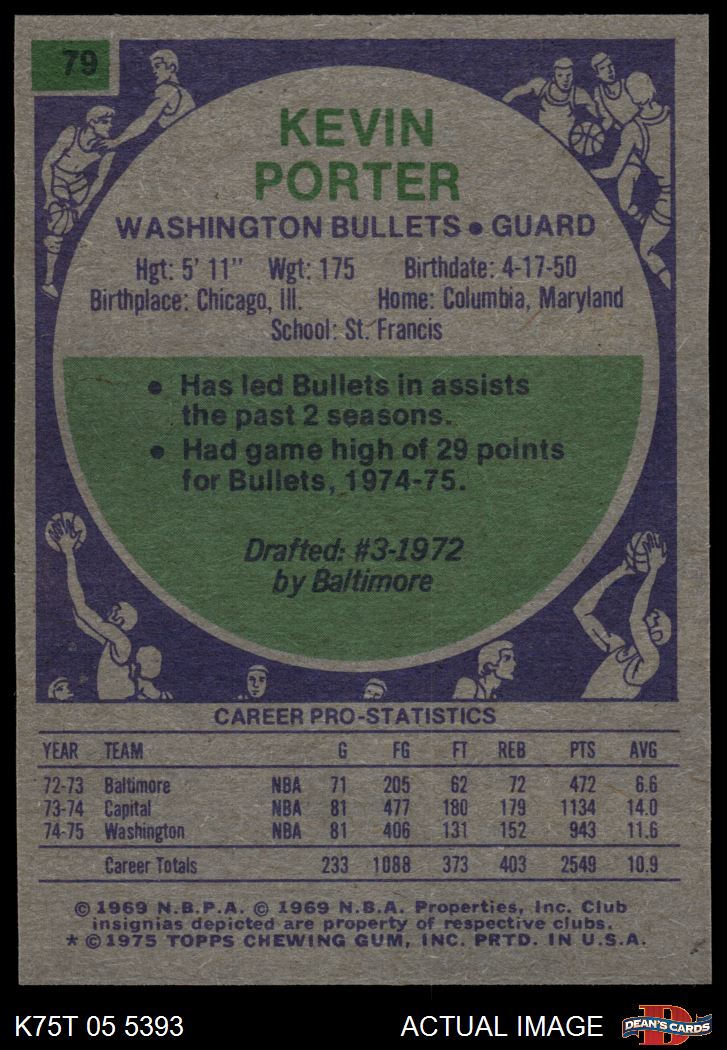 79
KEVIN
PORTER
WASHINGTON BULLETS • GUARD
Hgt: 5' 11" Wgt: 175 Birthdate: 4-17-50
Birthplace: Chicago, Ill. Home: Columbia, Maryland
School: St. Francis
• Has led Bullets in assists
the past 2 seasons.
• Had game high of 29 points
for Bullets, 1974-75.
Drafted: #3-1972
by Baltimore
CAREER PRO-STATISTICS
YEAR TEAM G FG FT REB PTS AVG
72-73 Baltimore NBA 71 205 62 72 472 6.6
73-74 Capital NBA 81 477 180 179 1134 14.0
74-75 Washington NBA 81 406 131 152 943 11.6
Career Totals 233 1088 373 403 2549 10.9
© 1969 N.B.P.A. © 1969 N.B.A. Properties, Inc. Club
insignias depicted are property of respective clubs.
* © 1975 TOPPS CHEWING GUM, INC. PRTD. IN U.S.A.
K75T 05 5393 ACTUAL IMAGE D DEAN'S CARDS